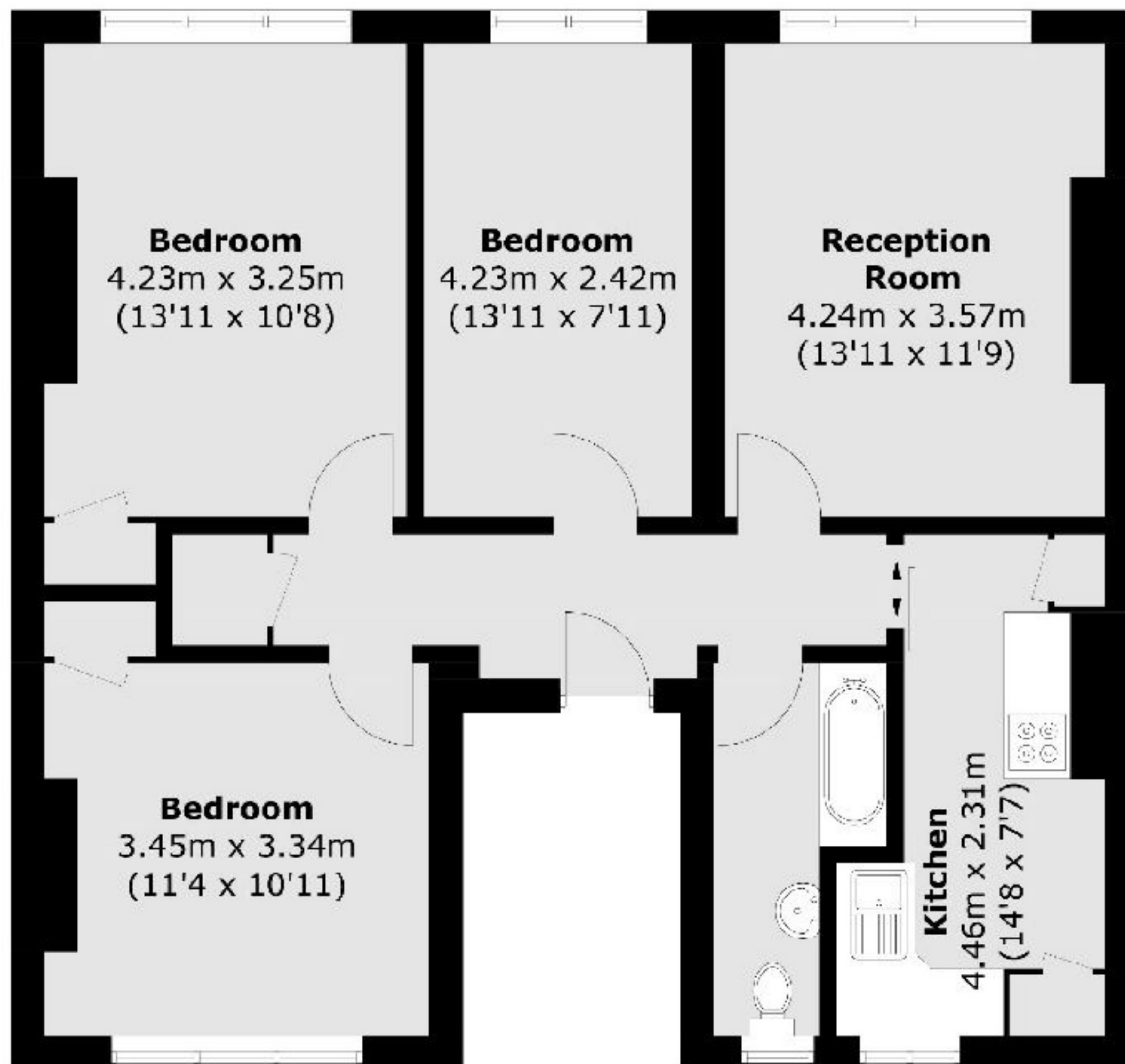 Bedroom
4.23m x 3.25m
(13'11 x 10'8)
Bedroom
4.23m x 2.42m
(13'11 x 7'11)
Reception
Room
4.24m x 3.57m
(13'11 x 11'9)
Bedroom
3.45m x 3.34m
(11'4 x 10'11)
Kitchen
4.46m x 2.31m
(14'8 x 7'7)